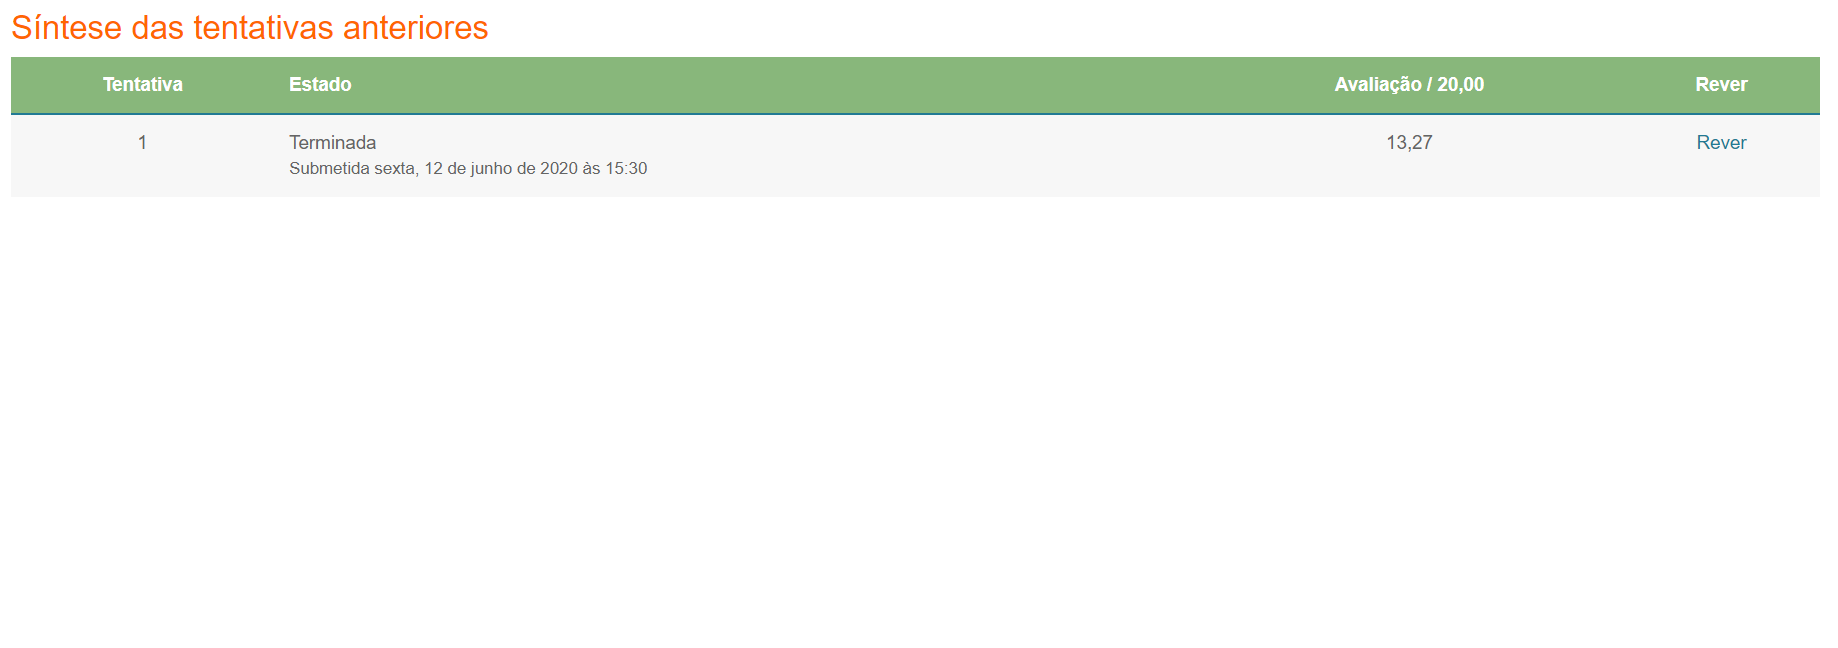 Síntese das tentativas anteriores
Tentativa Estado Avaliação / 20,00 Rever
1 Terminada 13,27 Rever
Submetida sexta, 12 de junho de 2020 às 15:30